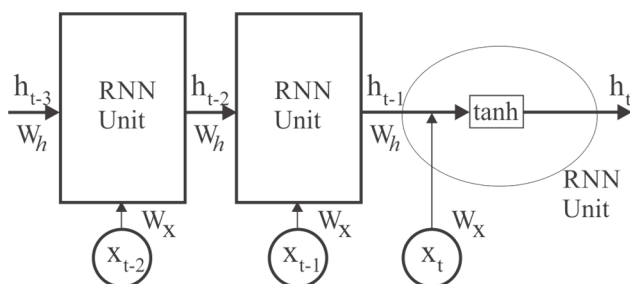 h_{t-3}
W_h
RNN
Unit
h_{t-2}
W_h
RNN
Unit
h_{t-1}
W_h
tanh
h_t
RNN
Unit
W_x
x_{t-2}
W_x
x_{t-1}
W_x
x_t